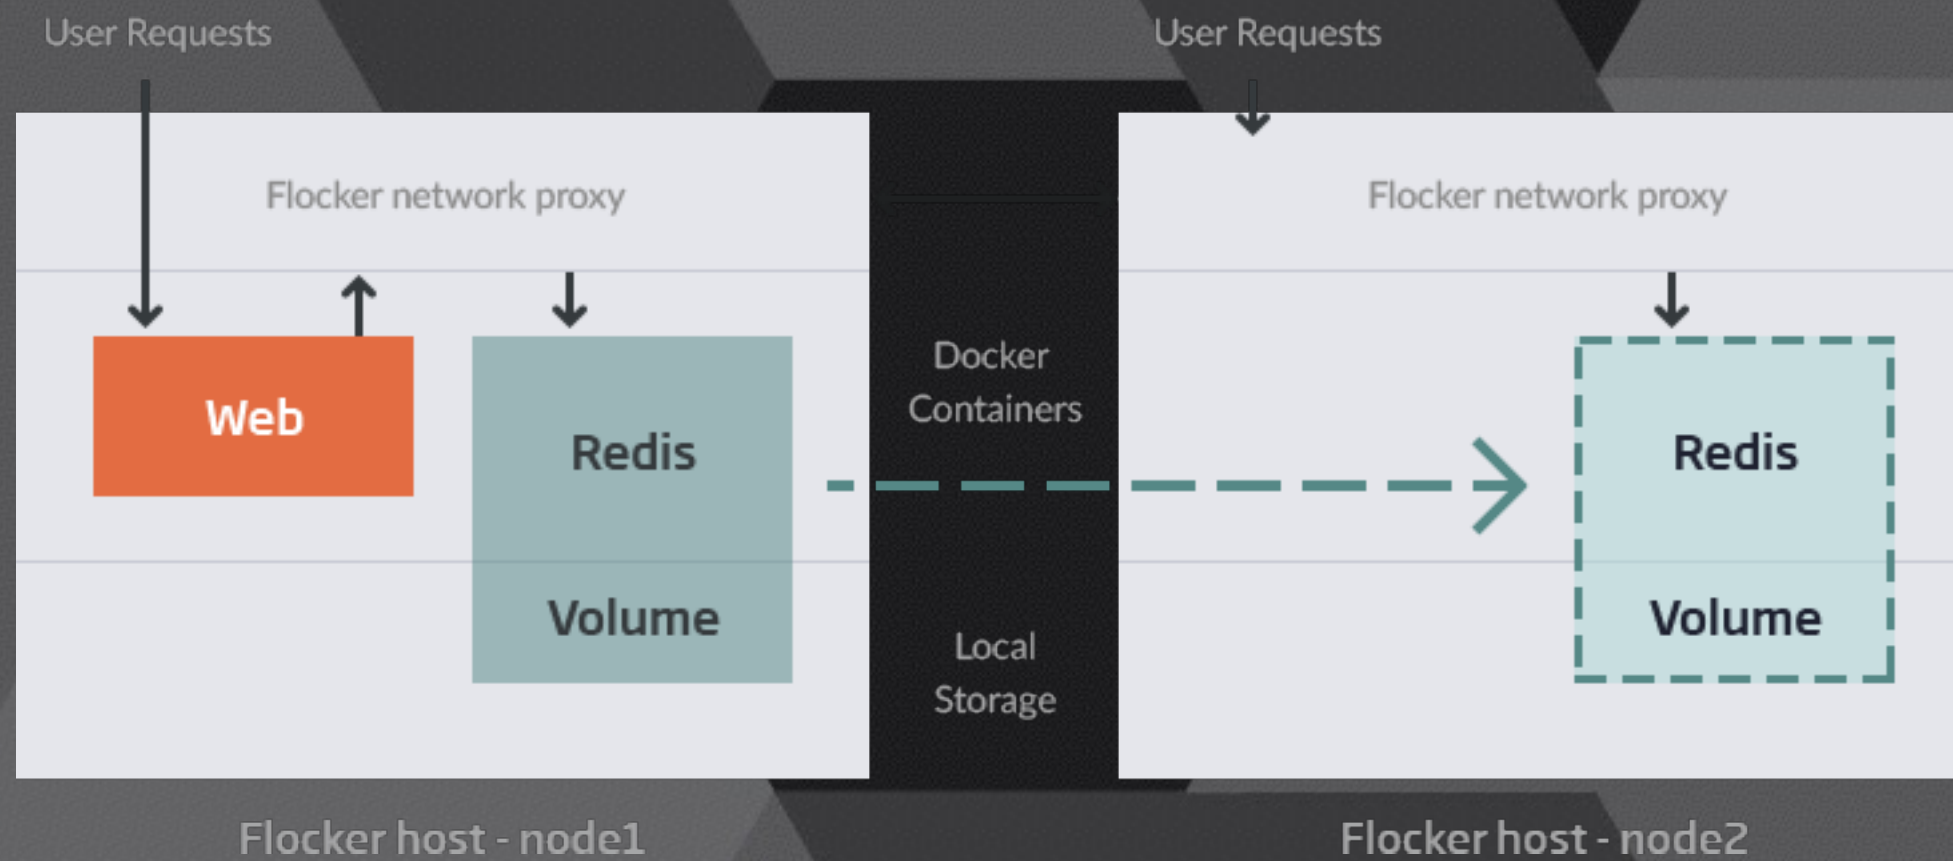 User Requests
User Requests
Flocker network proxy
Flocker network proxy
Web
Redis
Volume
Docker
Containers
Local
Storage
Redis
Volume
Flocker host - node1
Flocker host - node2